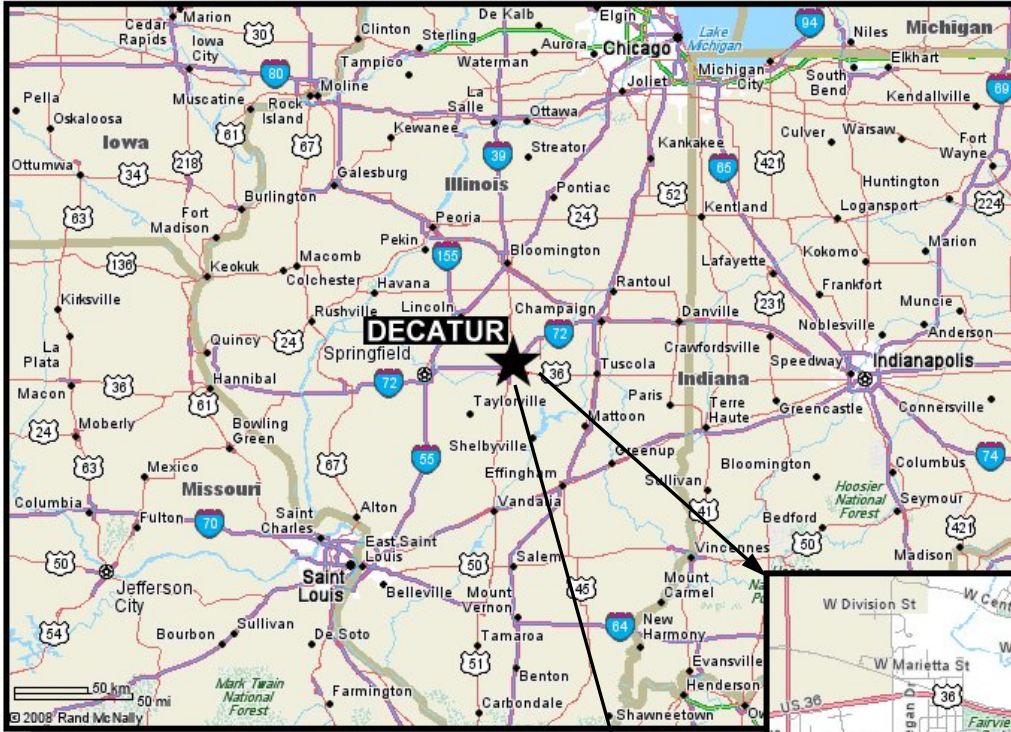 Cedar
Rapids
Marion
30
Clinton
Sterling
De Kalb
Elgin
94
Niles
Michigan
Iowa
City
Tampico
Waterman
Aurora
Chicago
Lake
Michigan
Michigan
City
South
Bend
Elkhart
80
Moline
La
Salle
Joliet
69
Pella
Muscatine
Rock
Island
Ottawa
Kendallville
Oskaloosa
61
Kewanee
Culver
Warsaw
Iowa
67
39
Streator
Kankakee
65
421
Fort
Wayne
Ottumwa
34
218
Galesburg
Illinois
Pontiac
52
Huntington
63
Burlington
24
Kentland
Logansport
224
Fort
Madison
Peoria
Pekin
155
Bloomington
Kokomo
Marion
136
Keokuk
Macomb
Colchester
Havana
Rantoul
Lafayette
Frankfort
Kirksville
Rushville
Lincoln
Champaign
Danville
231
Muncie
Noblesville
Anderson
La
Plata
Quincy
24
DECATUR
72
Crawfordsville
Springfield
Tuscola
Speedway
Indianapolis
36
Hannibal
72
36
Indiana
Macon
61
Taylorville
Paris
Terre
Haute
Greencastle
Connersville
24
Moberly
Bowling
Green
Shelbyville
Mattoon
63
Mexico
67
55
Effingham
Greenup
Bloomington
Columbus
74
Missouri
Sullivan
Hoosier
National
Forest
Columbia
Fulton
70
Saint
Charles
Alton
Vandalia
41
Seymour
Bedford
421
50
East Saint
Louis
50
Salem
Vincennes
50
Madison
Jefferson
City
Saint
Louis
Belleville
Mount
Vernon
45
Mount
Carmel
54
Bourbon
Sullivan
De Soto
Tamaroa
64
New
Harmony
51
Benton
Evansville
Henderson
50 km
50 mi
Mark Twain
National
Forest
Farmington
Carbondale
Shawneetown
© 2008 Rand McNally
W Division St
W Marietta St
36
US 36